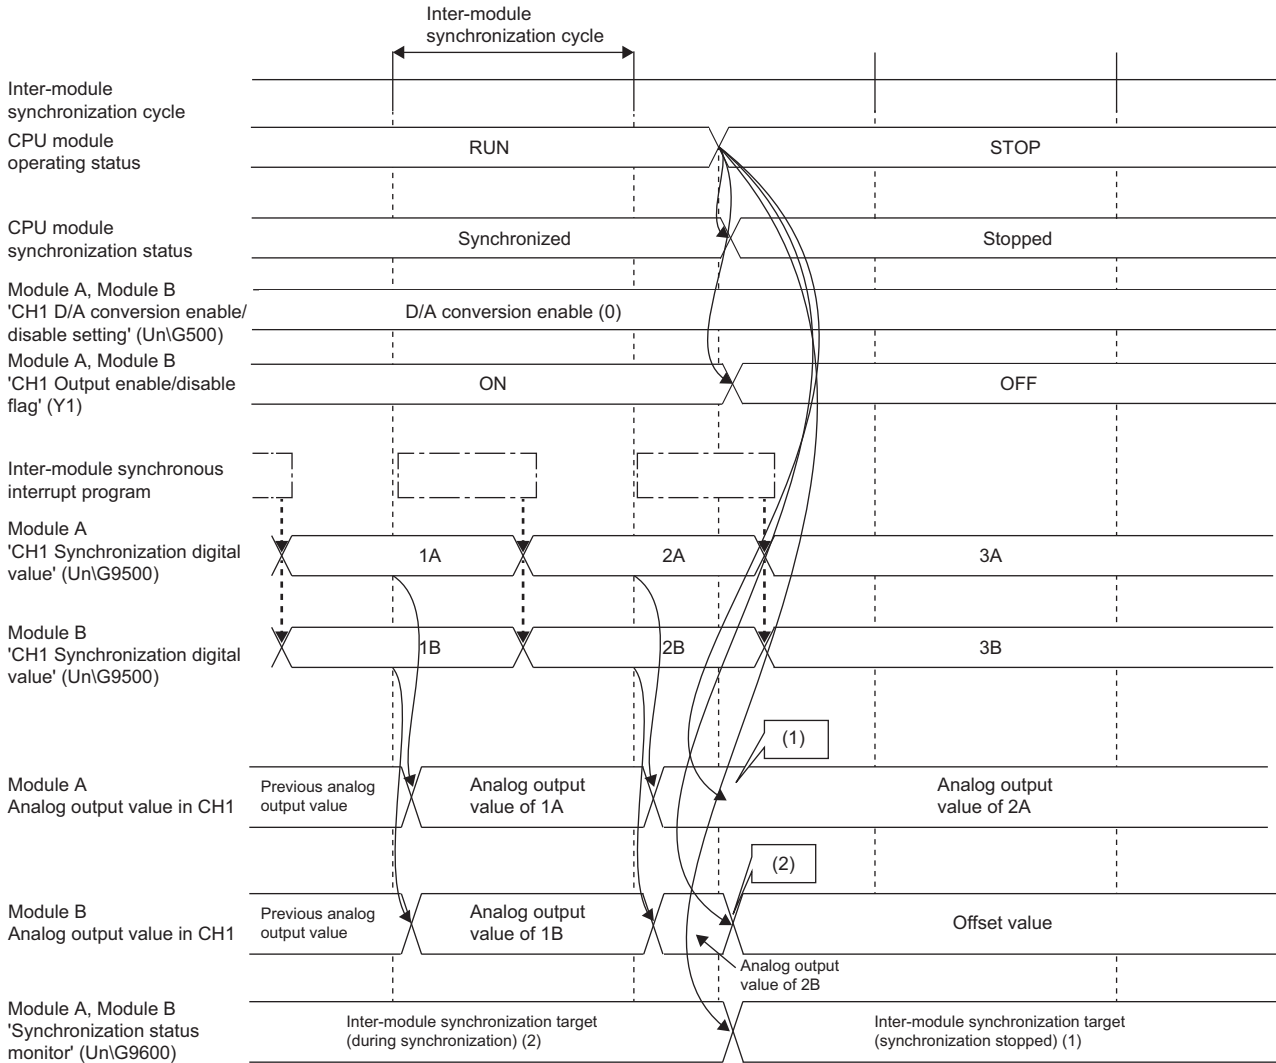 Inter-module
synchronization cycle
Inter-module
synchronization cycle
CPU module
operating status
RUN
STOP
CPU module
synchronization status
Synchronized
Stopped
Module A, Module B
'CH1 D/A conversion enable/
disable setting' (Un\G500)
D/A conversion enable (0)
Module A, Module B
'CH1 Output enable/disable
flag' (Y1)
ON
OFF
Inter-module synchronous
interrupt program
Module A
'CH1 Synchronization digital
value' (Un\G9500)
1A
2A
3A
Module B
'CH1 Synchronization digital
value' (Un\G9500)
1B
2B
3B
(1)
Module A
Analog output value in CH1
Previous analog
output value
Analog output
value of 1A
Analog output
value of 2A
(2)
Module B
Analog output value in CH1
Previous analog
output value
Analog output
value of 1B
Offset value
Analog output
value of 2B
Module A, Module B
'Synchronization status
monitor' (Un\G9600)
Inter-module synchronization target
(during synchronization) (2)
Inter-module synchronization target
(synchronization stopped) (1)